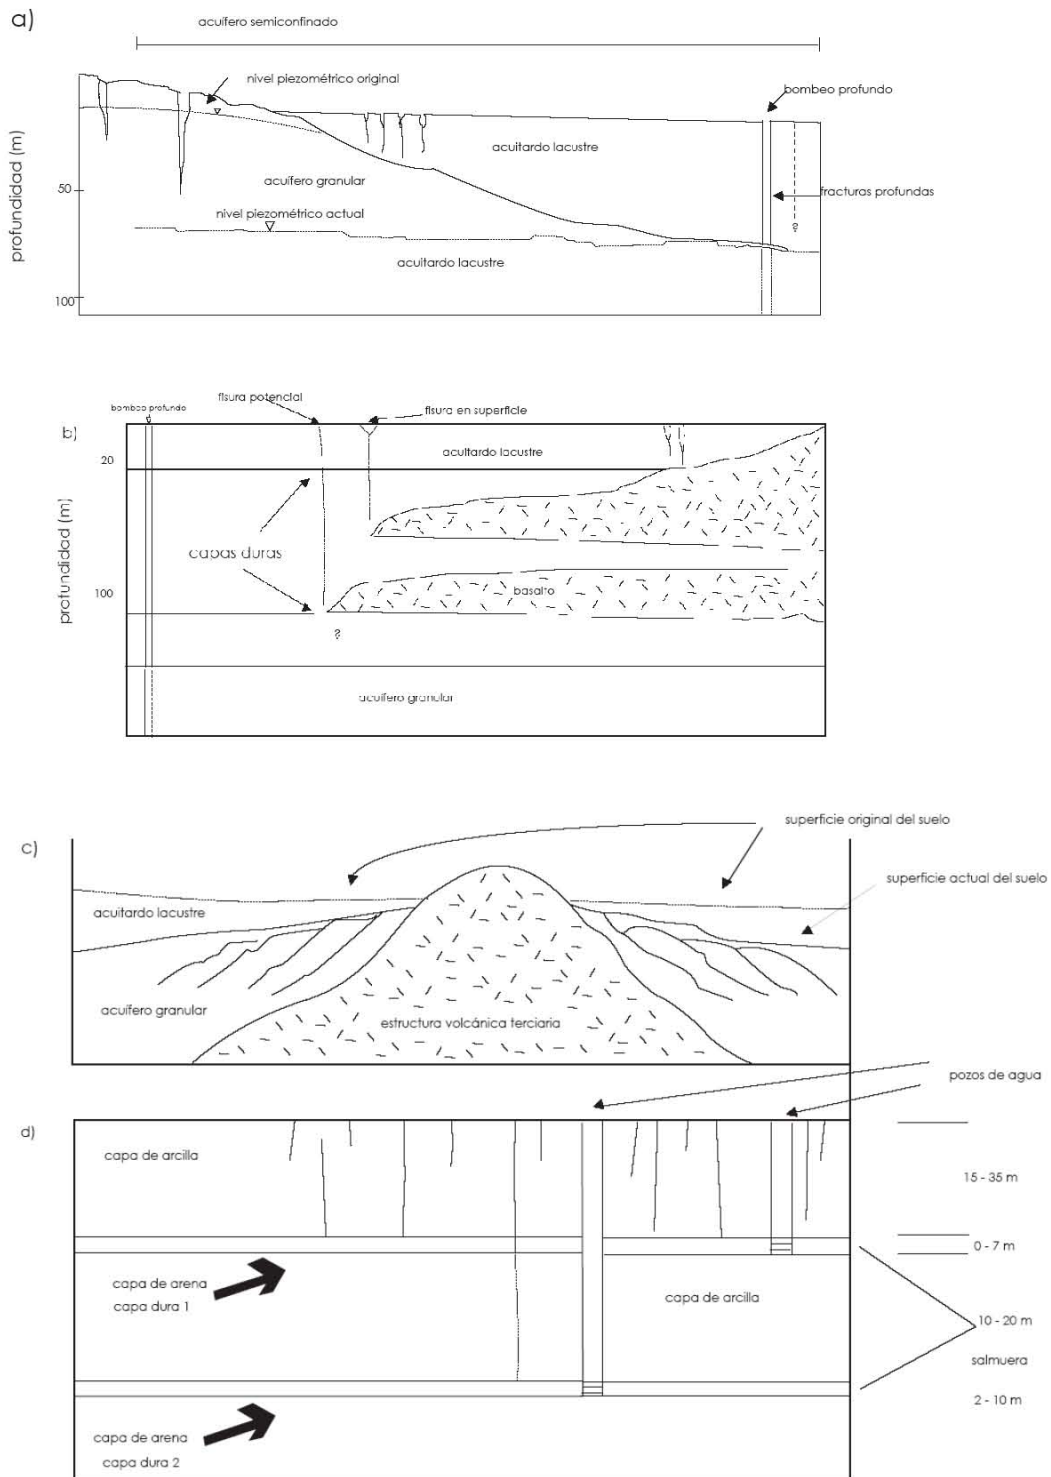 a)
acuífero semiconfinado
nivel piezométrico original
bombeo profundo
acuitardo lacustre
profundidad (m)
acuífero granular
50
fracturas profundas
nivel piezométrico actual
?
acuitardo lacustre
100
fisura potencial
bombeo profundo
fisura en superficie
b)
acuitardo lacustre
20
profundidad (m)
capas duras
100
basalto
?
acuífero granular
superficie original del suelo
c)
superficie actual del suelo
acuitardo lacustre
acuífero granular
estructura volcánica terciaria
pozos de agua
d)
capa de arcilla
15 - 35 m
0 - 7 m
capa de arena
capa dura 1
capa de arcilla
10 - 20 m
salmuera
2 - 10 m
capa de arena
capa dura 2